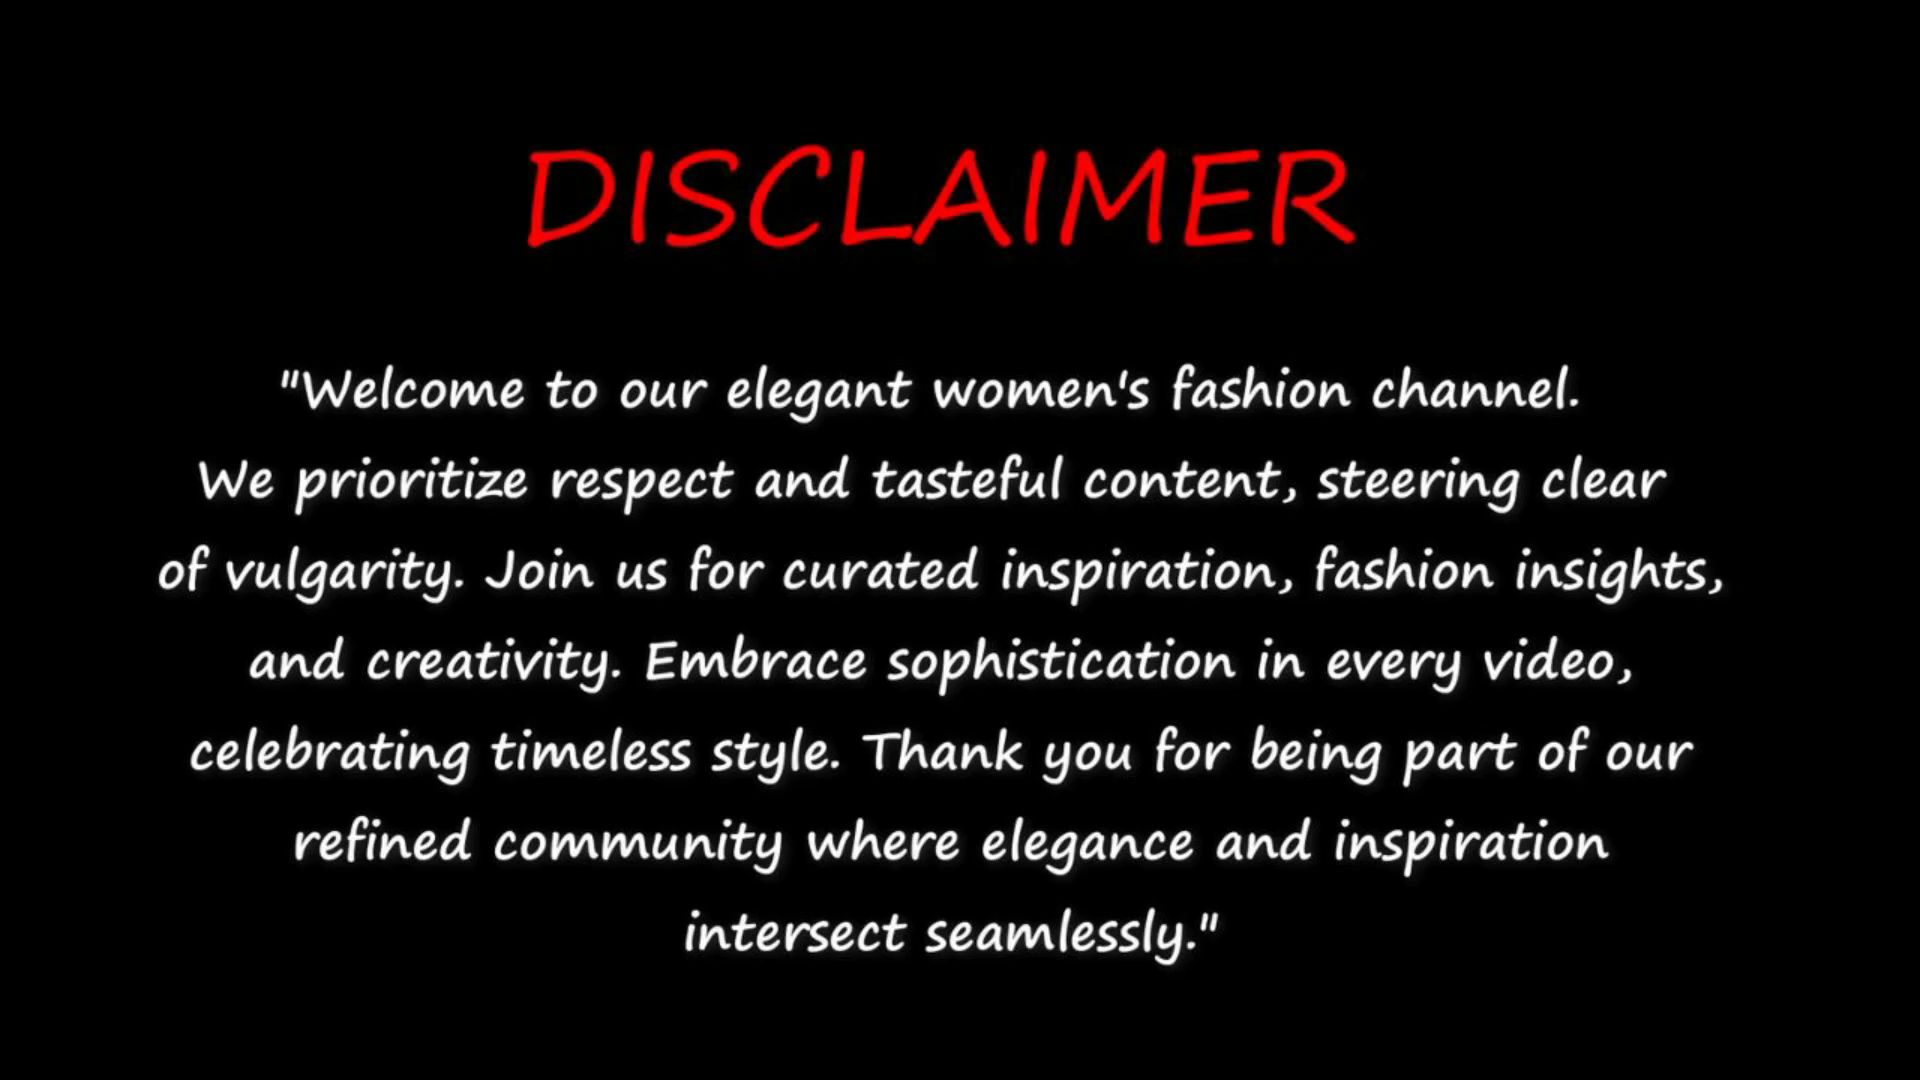 DISCLAIMER
"Welcome to our elegant women's fashion channel.
We prioritize respect and tasteful content, steering clear
of vulgarity. Join us for curated inspiration, fashion insights,
and creativity. Embrace sophistication in every video,
celebrating timeless style. Thank you for being part of our
refined community where elegance and inspiration
intersect seamlessly."